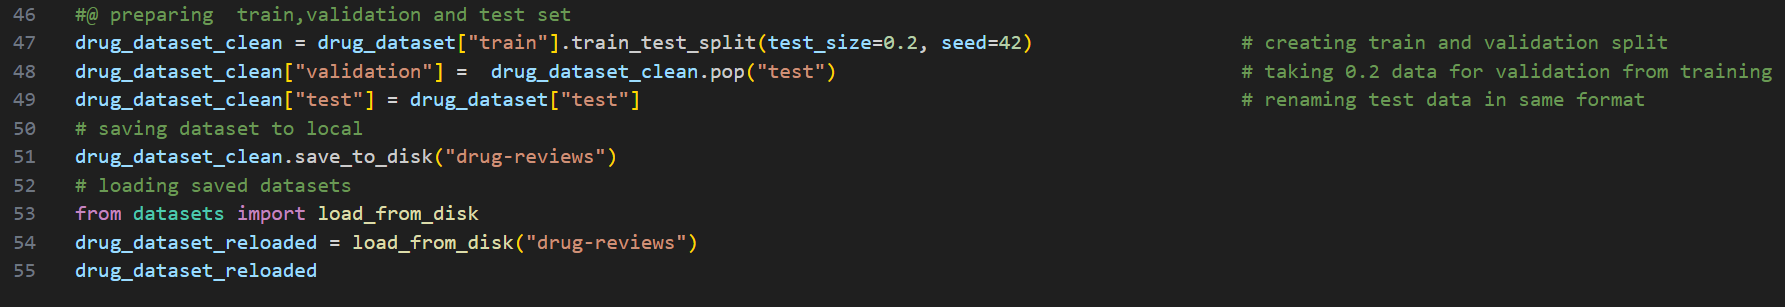 46 #@ preparing  train,validation and test set
47 drug_dataset_clean = drug_dataset["train"].train_test_split(test_size=0.2, seed=42) # creating train and validation split
48 drug_dataset_clean["validation"] =  drug_dataset_clean.pop("test") # taking 0.2 data for validation from training
49 drug_dataset_clean["test"] = drug_dataset["test"] # renaming test data in same format
50 # saving dataset to local
51 drug_dataset_clean.save_to_disk("drug-reviews")
52 # loading saved datasets
53 from datasets import load_from_disk
54 drug_dataset_reloaded = load_from_disk("drug-reviews")
55 drug_dataset_reloaded